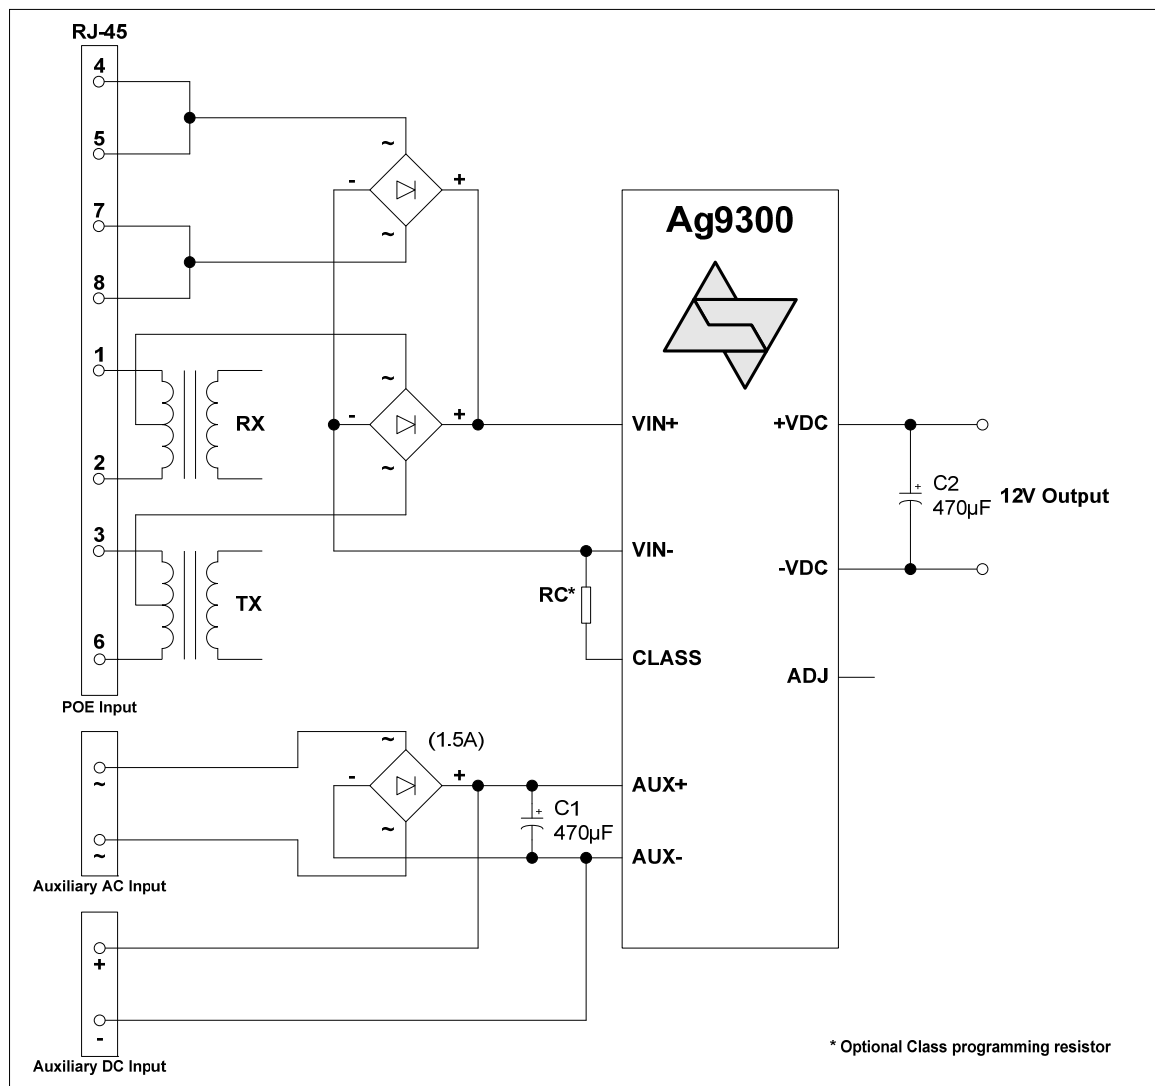 RJ-45
4
5
7
8
1
2
3
6
POE Input
~
- +
~
~
- +
~
RX
TX
Ag9300
VIN+
VIN-
RC*
CLASS
AUX+
AUX-
+VDC
-VDC
ADJ
+
C2
470µF
12V Output
~
~
Auxiliary AC Input
~
(1.5A)
- +
~
+
C1
470µF
+
-
Auxiliary DC Input
* Optional Class programming resistor